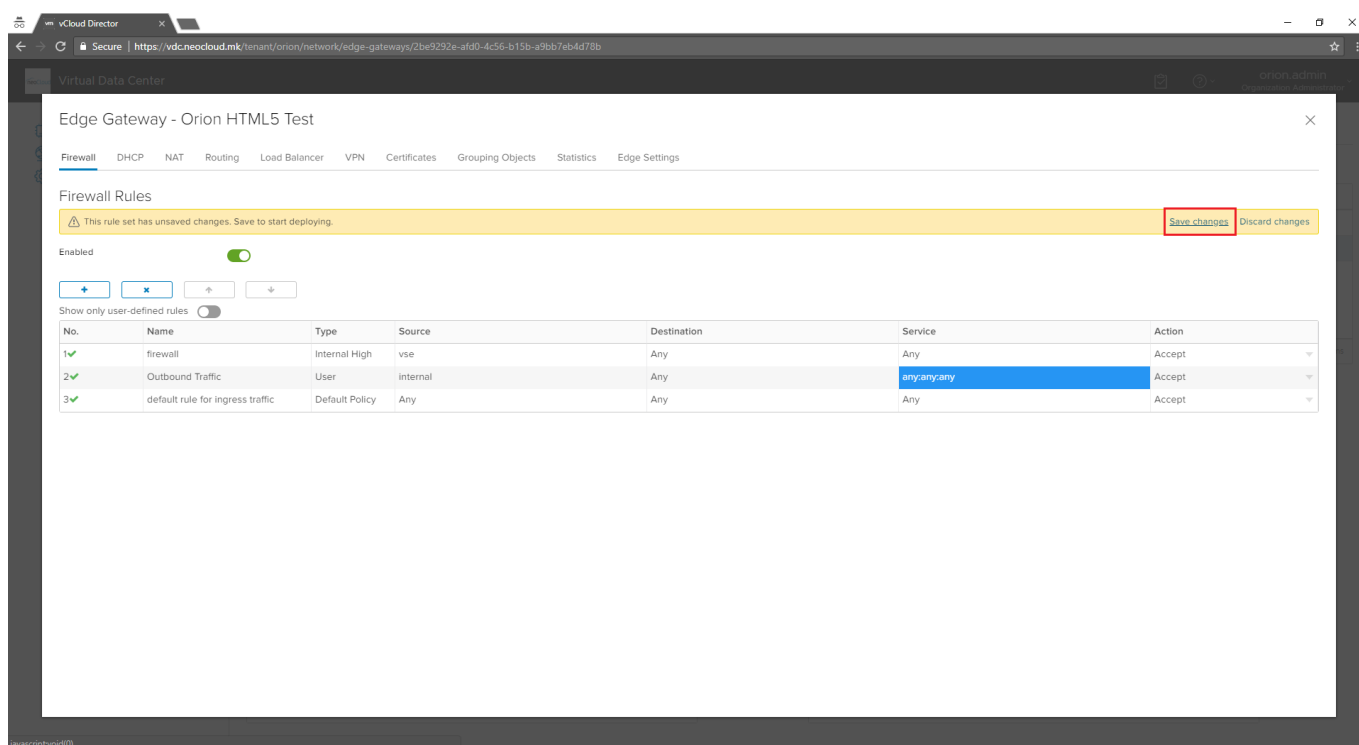 vm vCloud Director
Secure | https://vdc.neocloud.mk/tenant/orion/network/edge-gateways/2be9292e-afd0-4c56-b15b-a9bb7eb4d78b
Virtual Data Center
orion.admin
Organization Administrator
Edge Gateway - Orion HTML5 Test
Firewall DHCP NAT Routing Load Balancer VPN Certificates Grouping Objects Statistics Edge Settings
Firewall Rules
This rule set has unsaved changes. Save to start deploying. Save changes Discard changes
Enabled
Show only user-defined rules
No. Name Type Source Destination Service Action
1 firewall Internal High vse Any Any Accept
2 Outbound Traffic User internal Any any:any:any Accept
3 default rule for ingress traffic Default Policy Any Any Any Accept
javascript:void(0)